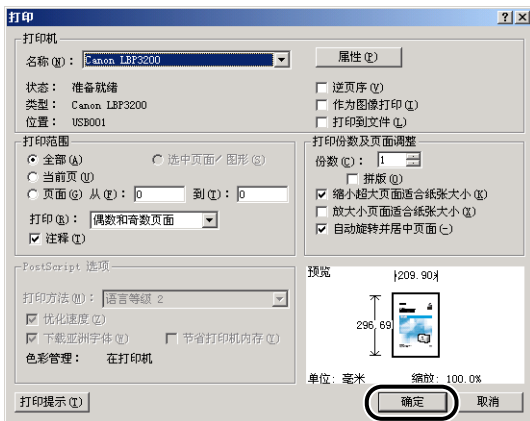 打印
打印机
名称(N): Canon LBP3200 属性(P)
状态: 准备就绪 逆页序(V)
类型: Canon LBP3200 作为图像打印(I)
位置: USB001 打印到文件(L)
打印范围 打印份数及页面调整
全部(A) 选中页面/图形(S) 份数(C): 1
当前页(U) 拼版(O)
页面(G) 从(F): 0 到(T): 0 缩小超大页面适合纸张大小(K)
打印(R): 偶数和奇数页面 放大小页面适合纸张大小(X)
注释(T) 自动旋转并居中页面(-)
PostScript 选项 预览 209.90
打印方法(M): 语言等级 2
优化速度(Z) 296.69
下载亚洲字体(W) 节省打印机内存(Y)
色彩管理: 在打印机
单位: 毫米 缩放: 100.0%
打印提示(T) 确定 取消